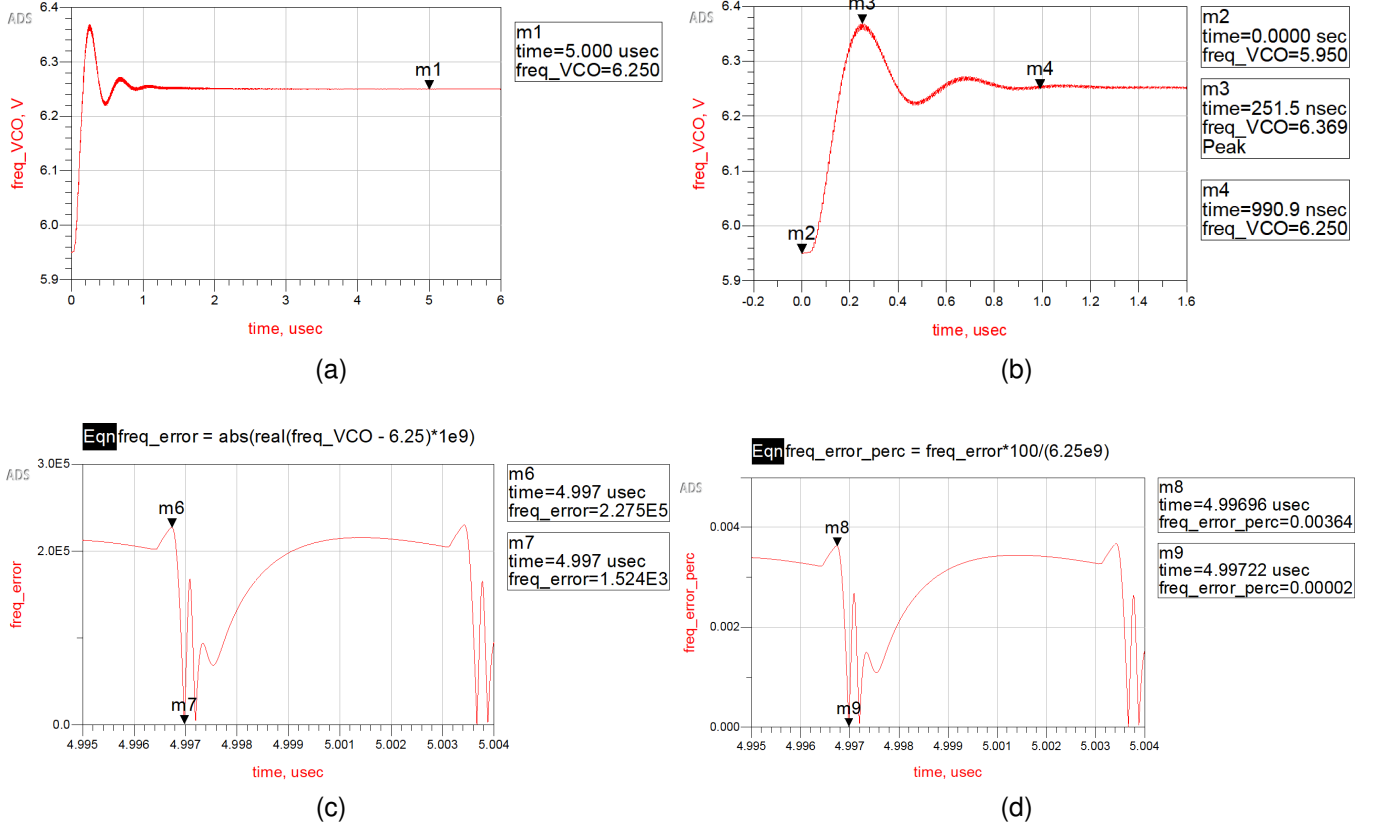 ADS
6.4
6.3
6.2
6.1
6.0
5.9
freq_VCO, V
0 1 2 3 4 5 6
time, usec
m1
m1
time=5.000 usec
freq_VCO=6.250
(a)
ADS
6.4
6.3
6.2
6.1
6.0
5.9
freq_VCO, V
-0.2 0.0 0.2 0.4 0.6 0.8 1.0 1.2 1.4 1.6
time, usec
m2
m3
m4
m2
time=0.0000 sec
freq_VCO=5.950
m3
time=251.5 nsec
freq_VCO=6.369
Peak
m4
time=990.9 nsec
freq_VCO=6.250
(b)
Eqn freq_error = abs(real(freq_VCO - 6.25)*1e9)
ADS
3.0E5
2.0E5
0.0
freq_error
4.995 4.996 4.997 4.998 4.999 5.001 5.002 5.003 5.004
time, usec
m6
m7
m6
time=4.997 usec
freq_error=2.275E5
m7
time=4.997 usec
freq_error=1.524E3
(c)
Eqn freq_error_perc = freq_error*100/(6.25e9)
ADS
0.004
0.002
0.000
freq_error_perc
4.995 4.996 4.997 4.998 4.999 5.001 5.002 5.003 5.004
time, usec
m8
m9
m8
time=4.99696 usec
freq_error_perc=0.00364
m9
time=4.99722 usec
freq_error_perc=0.00002
(d)